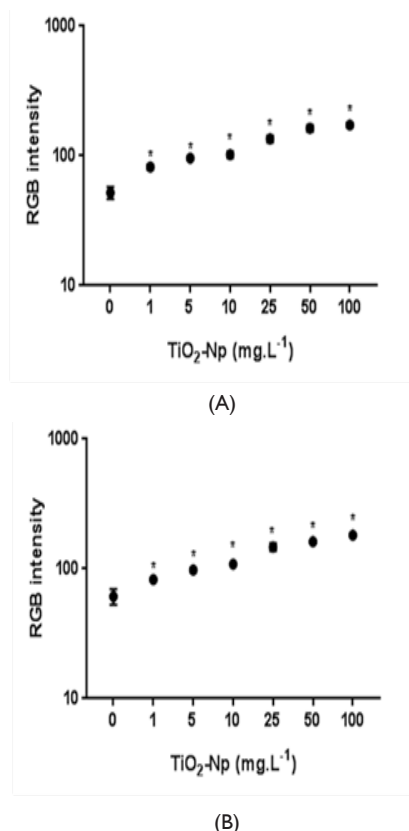 1000
100
10
RGB intensity
* * * * * *
0 1 5 10 25 50 100
TiO₂-Np (mg.L⁻¹)
(A)
1000
100
10
RGB intensity
* * * * * *
0 1 5 10 25 50 100
TiO₂-Np (mg.L⁻¹)
(B)